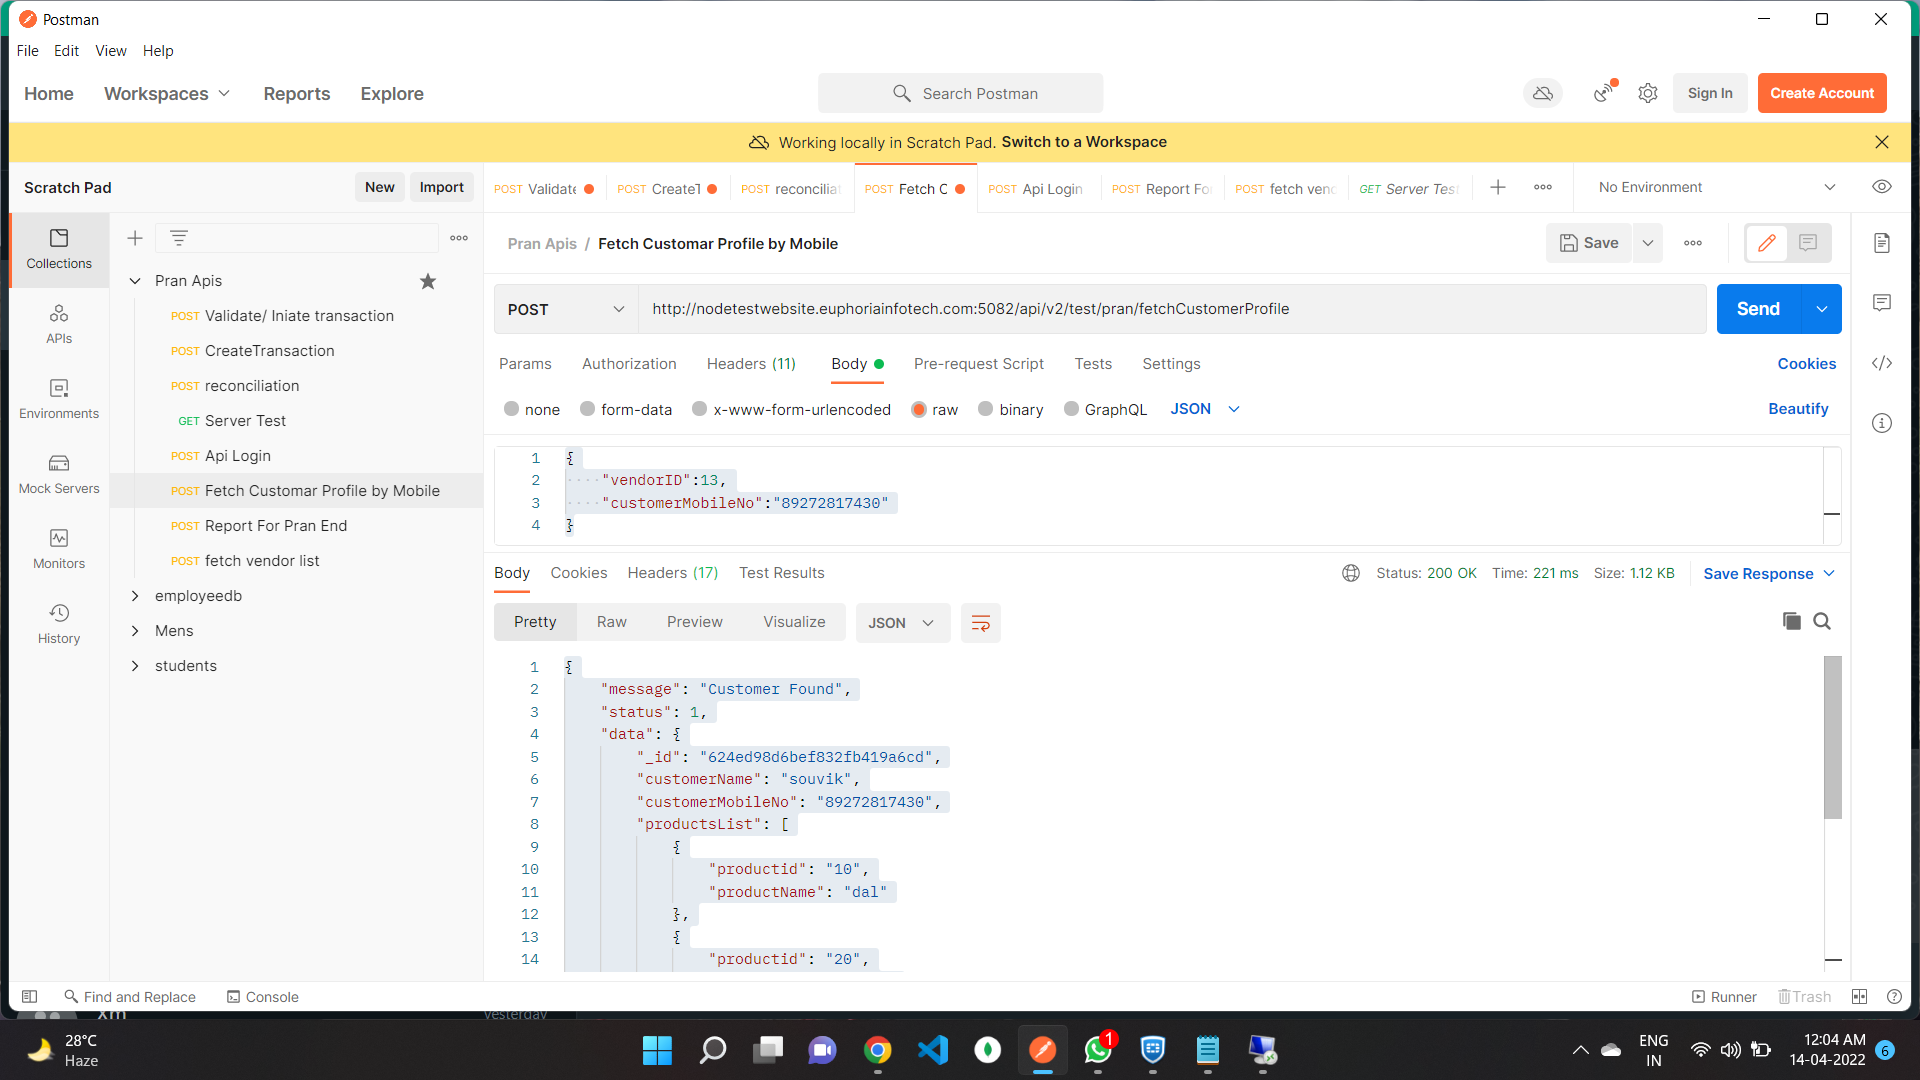 Postman
File Edit View Help
Home Workspaces Reports Explore
Search Postman
Sign In Create Account
Working locally in Scratch Pad. Switch to a Workspace
Scratch Pad New Import
POST Validate POST CreateT POST reconcilia POST Fetch C POST Api Login POST Report Fo POST fetch vend GET Server Tes
No Environment
Collections
APIs
Environments
Mock Servers
Monitors
History
Pran Apis
POST Validate/ Iniate transaction
POST CreateTransaction
POST reconciliation
GET Server Test
POST Api Login
POST Fetch Customar Profile by Mobile
POST Report For Pran End
POST fetch vendor list
employeedb
Mens
students
Pran Apis / Fetch Customar Profile by Mobile
Save
POST http://nodetestwebsite.euphoriainfotech.com:5082/api/v2/test/pran/fetchCustomerProfile Send
Params Authorization Headers (11) Body Pre-request Script Tests Settings Cookies
none form-data x-www-form-urlencoded raw binary GraphQL JSON Beautify
1 {
2 "vendorID":13,
3 "customerMobileNo":"89272817430"
4 }
Body Cookies Headers (17) Test Results Status: 200 OK Time: 221 ms Size: 1.12 KB Save Response
Pretty Raw Preview Visualize JSON
1 {
2 "message": "Customer Found",
3 "status": 1,
4 "data": {
5 "_id": "624ed98d6bef832fb419a6cd",
6 "customerName": "souvik",
7 "customerMobileNo": "89272817430",
8 "productsList": [
9 {
10 "productid": "10",
11 "productName": "dal"
12 },
13 {
14 "productid": "20",
Find and Replace Console Runner Trash
Xm yesterday
28°C
Haze
1
ENG
IN
12:04 AM
14-04-2022
6